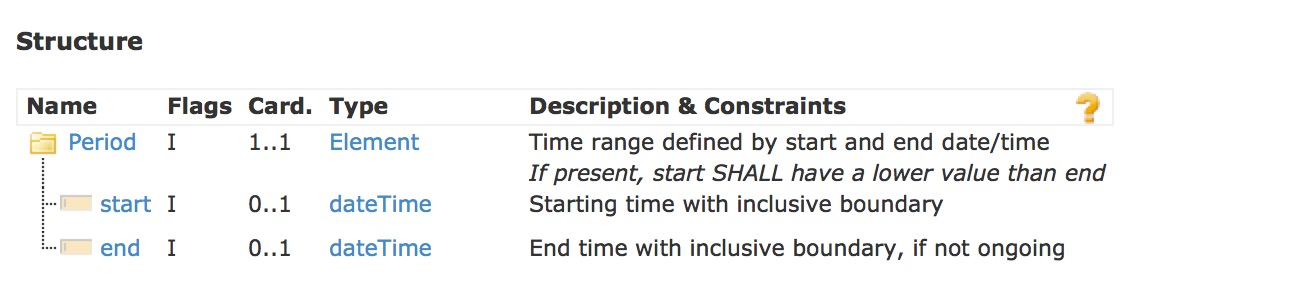 Structure
Name Flags Card. Type Description & Constraints ?
Period I 1..1 Element Time range defined by start and end date/time
If present, start SHALL have a lower value than end
start I 0..1 dateTime Starting time with inclusive boundary
end I 0..1 dateTime End time with inclusive boundary, if not ongoing